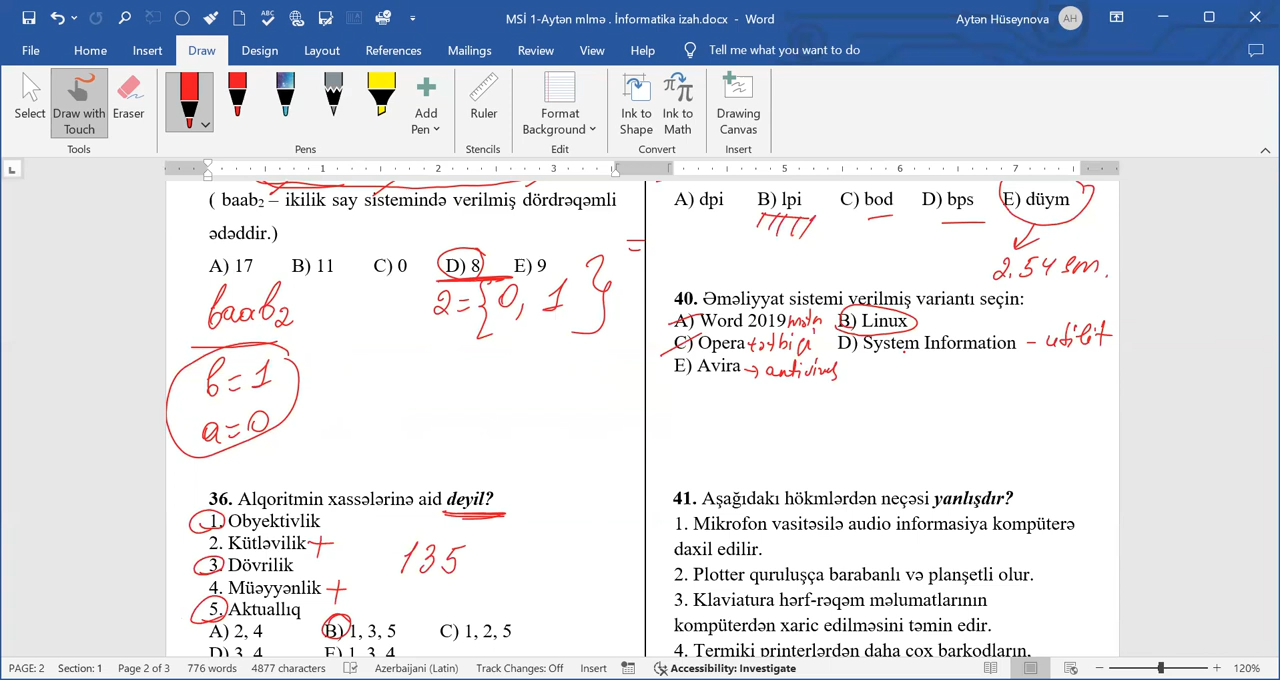 MSİ 1-Aytən mlmə . İnformatika izah.docx - Word
Aytən Hüseynova
AH
File Home Insert Draw Design Layout References Mailings Review View Help Tell me what you want to do
Select
Draw with Touch
Eraser
Add Pen
Ruler
Format Background
Ink to Shape
Ink to Math
Drawing Canvas
Tools
Pens
Stencils
Edit
Convert
Insert
1 2 3 5 6 7
( baab2 – ikilik say sistemində verilmiş dördrəqəmli
ədəddir.)
A) 17 B) 11 C) 0 D) 8 E) 9
baab2
2 = { 0, 1 }
b = 1
a = 0
36. Alqoritmin xassələrinə aid deyil?
1. Obyektivlik
2. Kütləvilik +
3. Dövrilik
4. Müəyyənlik +
5. Aktuallıq
135
A) 2, 4 B) 1, 3, 5 C) 1, 2, 5
D) 3, 4 E) 1, 3, 4
A) dpi B) lpi C) bod D) bps E) düym
2.54 sm.
40. Əməliyyat sistemi verilmiş variantı seçin:
A) Word 2019 mətn B) Linux
C) Opera tətbiqi D) System Information - utilit
E) Avira → antivirus
41. Aşağıdakı hökmlərdən neçəsi yanlışdır?
1. Mikrofon vasitəsilə audio informasiya kompüterə
daxil edilir.
2. Plotter quruluşça barabanlı və planşetli olur.
3. Klaviatura hərf-rəqəm məlumatlarının
kompüterdən xaric edilməsini təmin edir.
4. Termiki printerlərdən daha çox barkodların,
PAGE: 2 Section: 1 Page 2 of 3 776 words 4877 characters Azerbaijani (Latin) Track Changes: Off Insert Accessibility: Investigate 120%